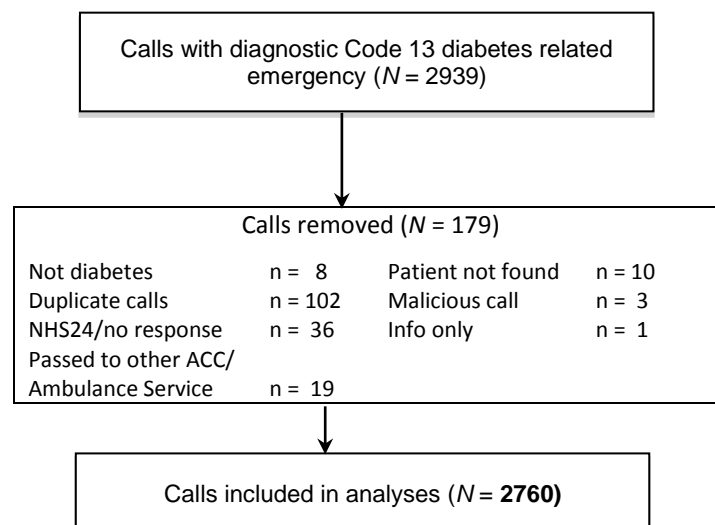 Calls with diagnostic Code 13 diabetes related
emergency (N = 2939)
Calls removed (N = 179)
Not diabetes n = 8 Patient not found n = 10
Duplicate calls n = 102 Malicious call n = 3
NHS24/no response n = 36 Info only n = 1
Passed to other ACC/
Ambulance Service n = 19
Calls included in analyses (N = 2760)